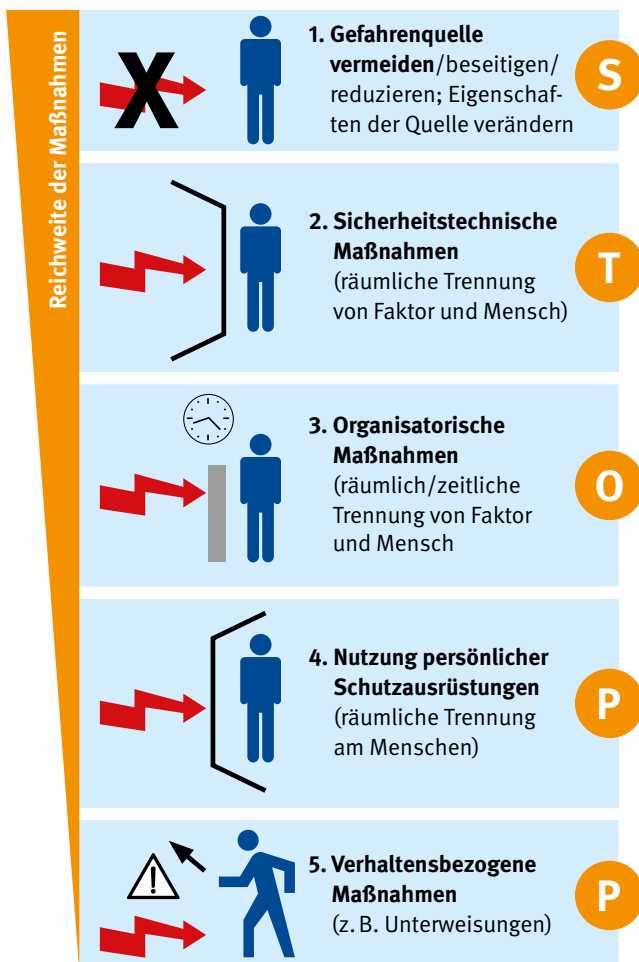 Reichweite der Maßnahmen
1. Gefahrenquelle
vermeiden/beseitigen/
reduzieren; Eigenschaf-
ten der Quelle verändern
S
2. Sicherheitstechnische
Maßnahmen
(räumliche Trennung
von Faktor und Mensch)
T
3. Organisatorische
Maßnahmen
(räumlich/zeitliche
Trennung von Faktor
und Mensch
O
4. Nutzung persönlicher
Schutzausrüstungen
(räumliche Trennung
am Menschen)
P
5. Verhaltensbezogene
Maßnahmen
(z. B. Unterweisungen)
P